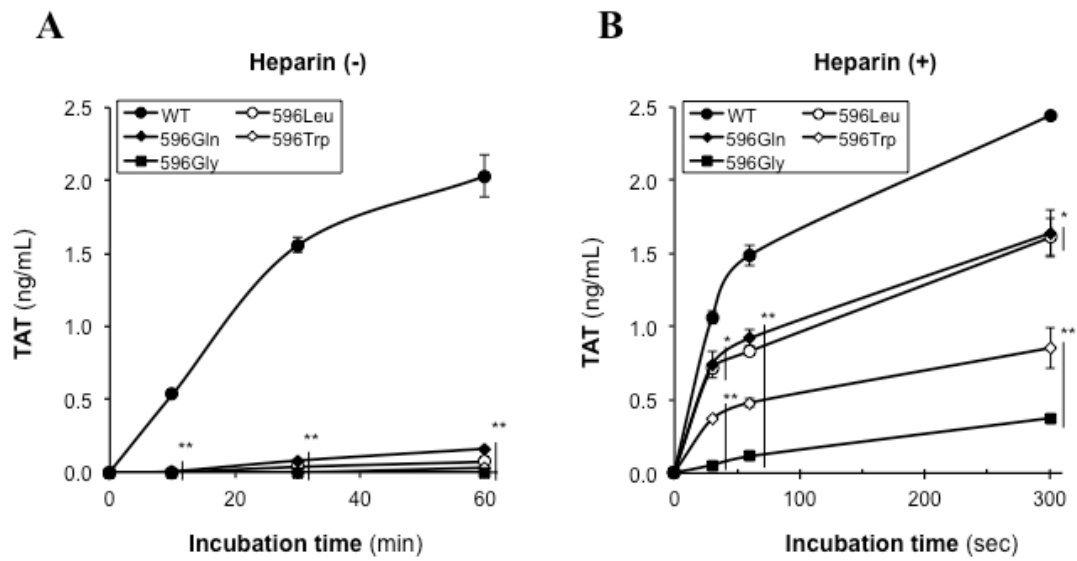 A
Heparin (-)
2.5
2.0
1.5
1.0
0.5
0.0
TAT (ng/mL)
WT
596Leu
596Gln
596Trp
596Gly
**
**
**
0
20
40
60
Incubation time (min)
B
Heparin (+)
2.5
2.0
1.5
1.0
0.5
0.0
TAT (ng/mL)
WT
596Leu
596Gln
596Trp
596Gly
*
**
**
*
**
0
100
200
300
Incubation time (sec)